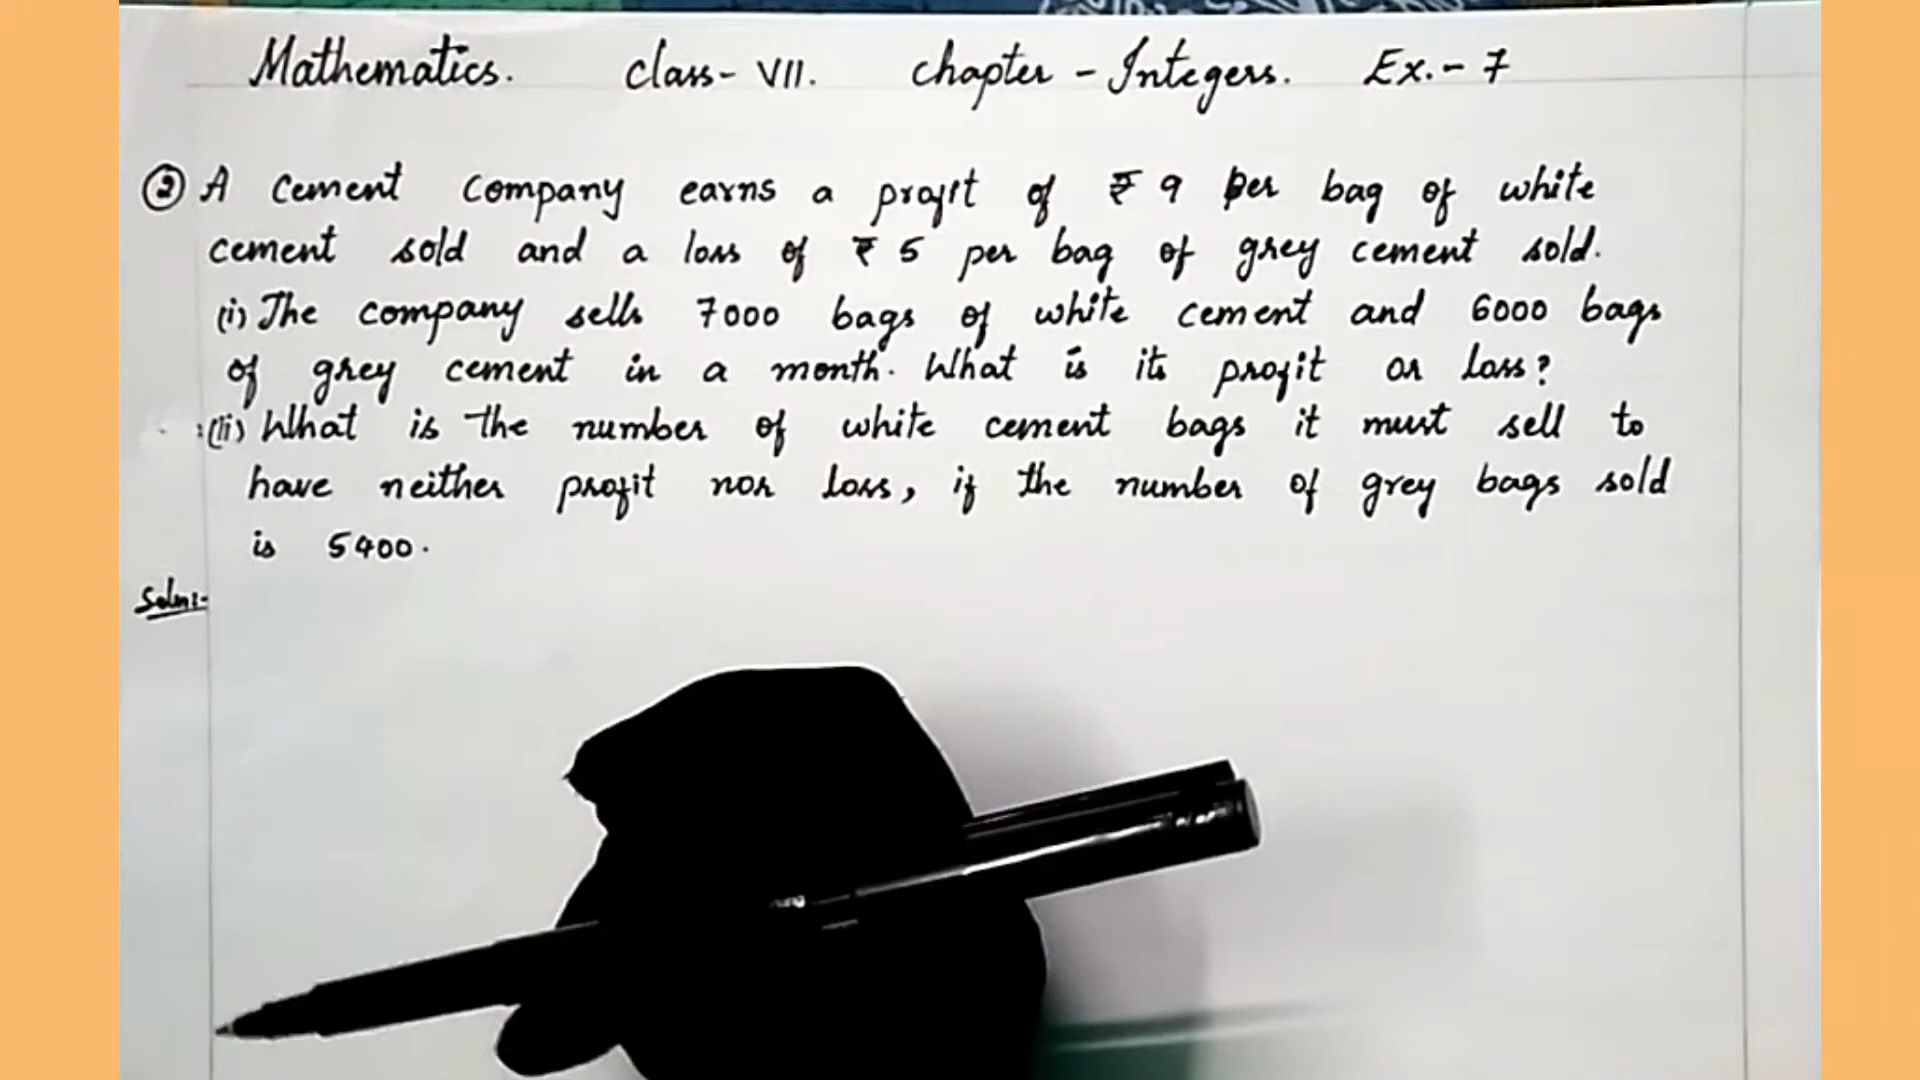 Mathematics. Class- VII. Chapter - Integers. Ex.- 7
② A Cement Company earns a profit of ₹ 9 per bag of white
cement sold and a loss of ₹ 5 per bag of grey cement sold.
(i) The company sells 7000 bags of white cement and 6000 bags
of grey cement in a month. What is its profit or loss?
(ii) What is the number of white cement bags it must sell to
have neither profit nor loss, if the number of grey bags sold
is 5400.
Soln:-